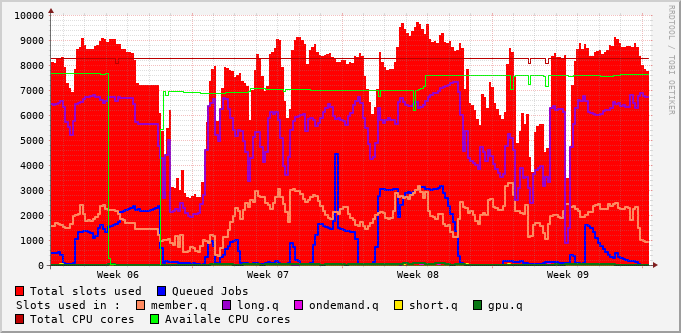 10000
9000
8000
7000
6000
5000
4000
3000
2000
1000
0
Week 06 Week 07 Week 08 Week 09
Total slots used Queued Jobs
Slots used in : member.q long.q ondemand.q short.q gpu.q
Total CPU cores Availale CPU cores
RRDTOOL / TOBI OETIKER